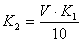 K₂ = V · K₁ / 10